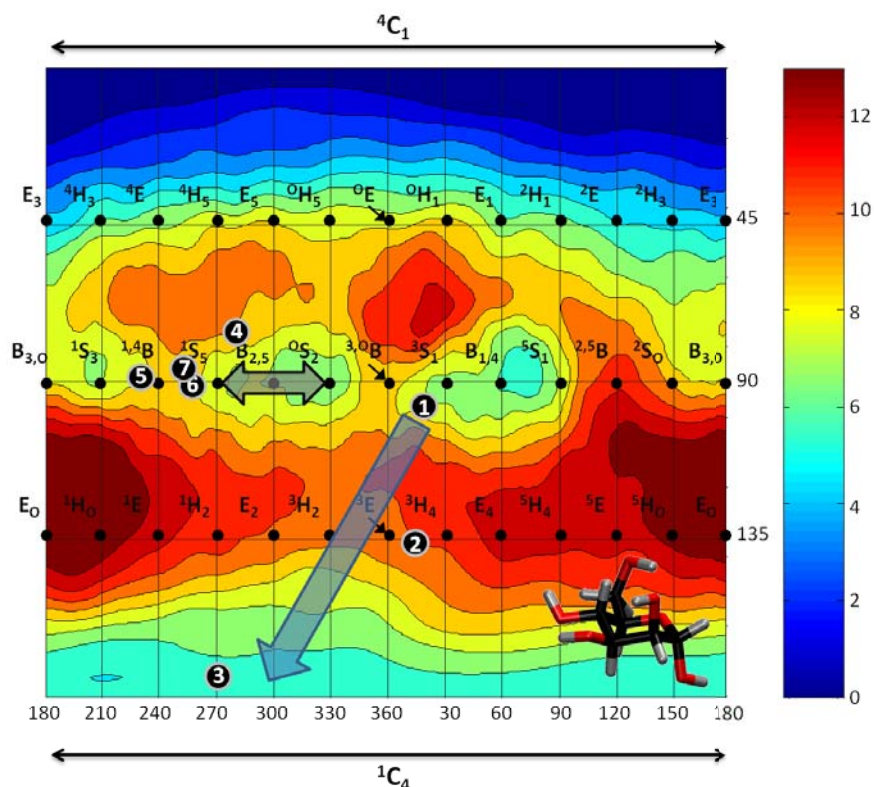 ⁴C₁
12
10
8
6
4
2
0
E₃ ⁴H₃ ⁴E ⁴H₅ E₅ ᴼH₅ ᴼE ᴼH₁ E₁ ²H₁ ²E ²H₃ E₃
45
4
B₃,ₒ ¹S₃ ¹,⁴B ¹S₅ B₂,₅ ᴼS₂ ³,ᴼB ³S₁ B₁,₄ ⁵S₁ ²,⁵B ²Sₒ B₃,ₒ
90
5 7 6
1
Eₒ ¹Hₒ ¹E ¹H₂ E₂ ³H₂ ³E ³H₄ E₄ ⁵H₄ ⁵E ⁵Hₒ Eₒ
135
2
3
180 210 240 270 300 330 360 30 60 90 120 150 180
¹C₄